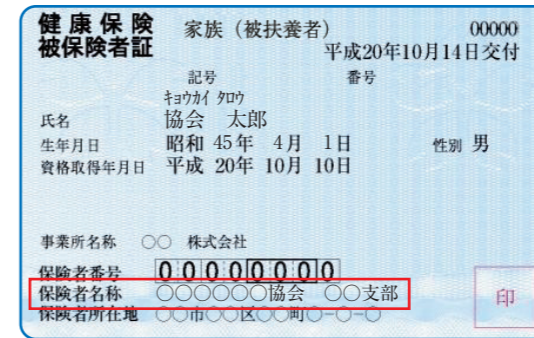 健康保険 家族（被扶養者） 00000
被保険者証 平成20年10月14日交付
記号 番号
ｷｮｳｶｲ ﾀﾛｳ
氏名 協会 太郎
生年月日 昭和 45年 4月 1日 性別 男
資格取得年月日 平成 20年 10月 10日
事業所名称 ○○ 株式会社
保険者番号 00000000
保険者名称 ○○○○○○協会 ○○支部
保険者所在地 ○○市○○区○○町○-○-○
印